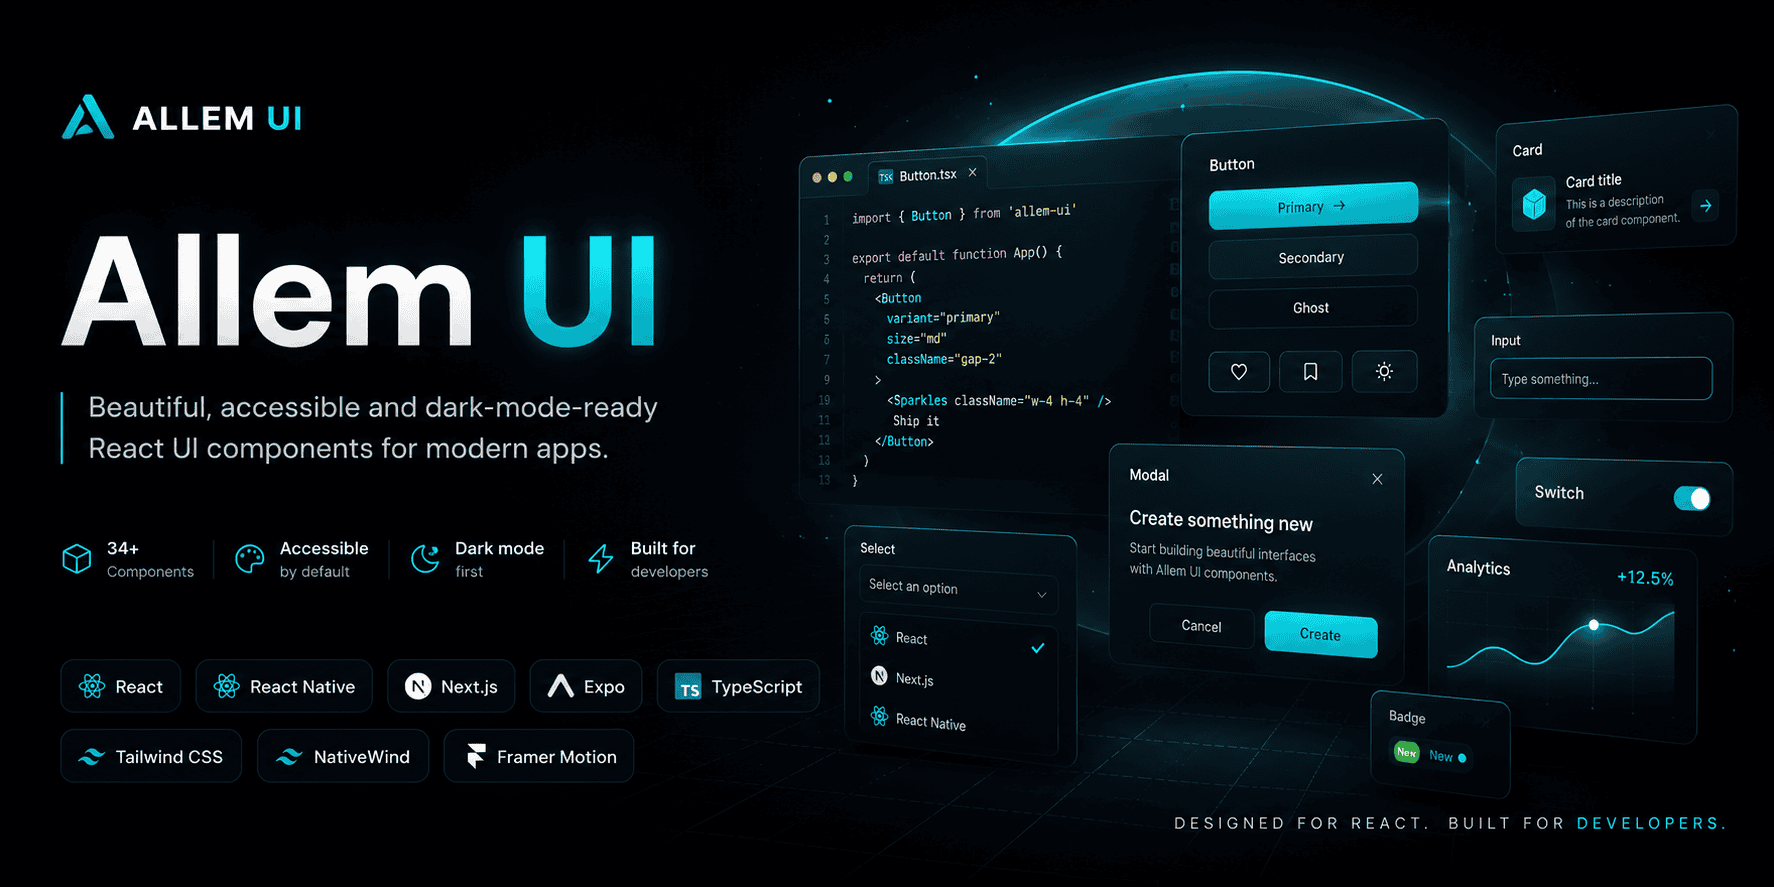 ALLEM UI
Allem UI
Beautiful, accessible and dark-mode-ready
React UI components for modern apps.
34+
Components
Accessible
by default
Dark mode
first
Built for
developers
React
React Native
Next.js
Expo
TS TypeScript
Tailwind CSS
NativeWind
Framer Motion
Button.tsx ×
1 import { Button } from 'allem-ui'
2
3 export default function App() {
4 return (
5 <Button
5 variant="primary"
6 size="md"
7 className="gap-2"
9 >
19 <Sparkles className="w-4 h-4" />
11 Ship it
12 </Button>
13 )
13 }
Button
Primary →
Secondary
Ghost
Card
Card title
This is a description
of the card component.
Input
Type something...
Switch
Modal
Create something new
Start building beautiful interfaces
with Allem UI components.
Cancel
Create
Select
Select an option
React
Next.js
React Native
Analytics
+12.5%
Badge
New
DESIGNED FOR REACT. BUILT FOR DEVELOPERS.